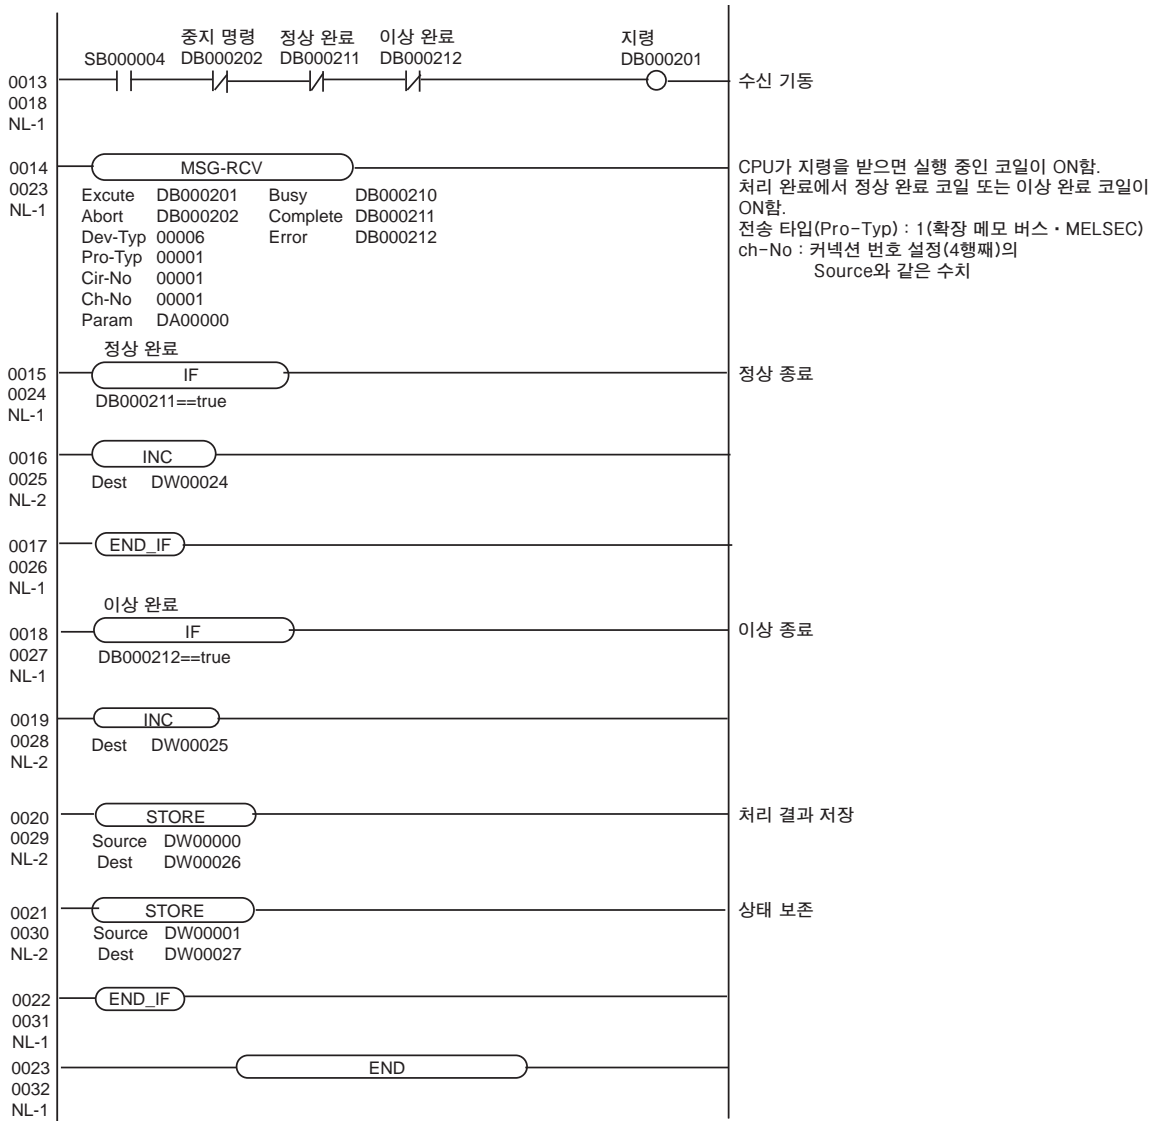 중지 명령 정상 완료 이상 완료 지령
SB000004 DB000202 DB000211 DB000212 DB000201
0013 수신 기동
0018
NL-1
0014 MSG-RCV CPU가 지령을 받으면 실행 중인 코일이 ON함.
0023 처리 완료에서 정상 완료 코일 또는 이상 완료 코일이
NL-1 ON함.
Excute DB000201 Busy DB000210
Abort DB000202 Complete DB000211
Dev-Typ 00006 Error DB000212
Pro-Typ 00001
Cir-No 00001
Ch-No 00001
Param DA00000
전송 타입(Pro-Typ) : 1(확장 메모 버스・MELSEC)
ch-No : 커넥션 번호 설정(4행째)의
Source와 같은 수치
정상 완료
0015 IF 정상 종료
0024 DB000211==true
NL-1
0016 INC
0025 Dest DW00024
NL-2
0017 END_IF
0026
NL-1
이상 완료
0018 IF 이상 종료
0027 DB000212==true
NL-1
0019 INC
0028 Dest DW00025
NL-2
0020 STORE 처리 결과 저장
0029 Source DW00000
NL-2 Dest DW00026
0021 STORE 상태 보존
0030 Source DW00001
NL-2 Dest DW00027
0022 END_IF
0031
NL-1
0023 END
0032
NL-1